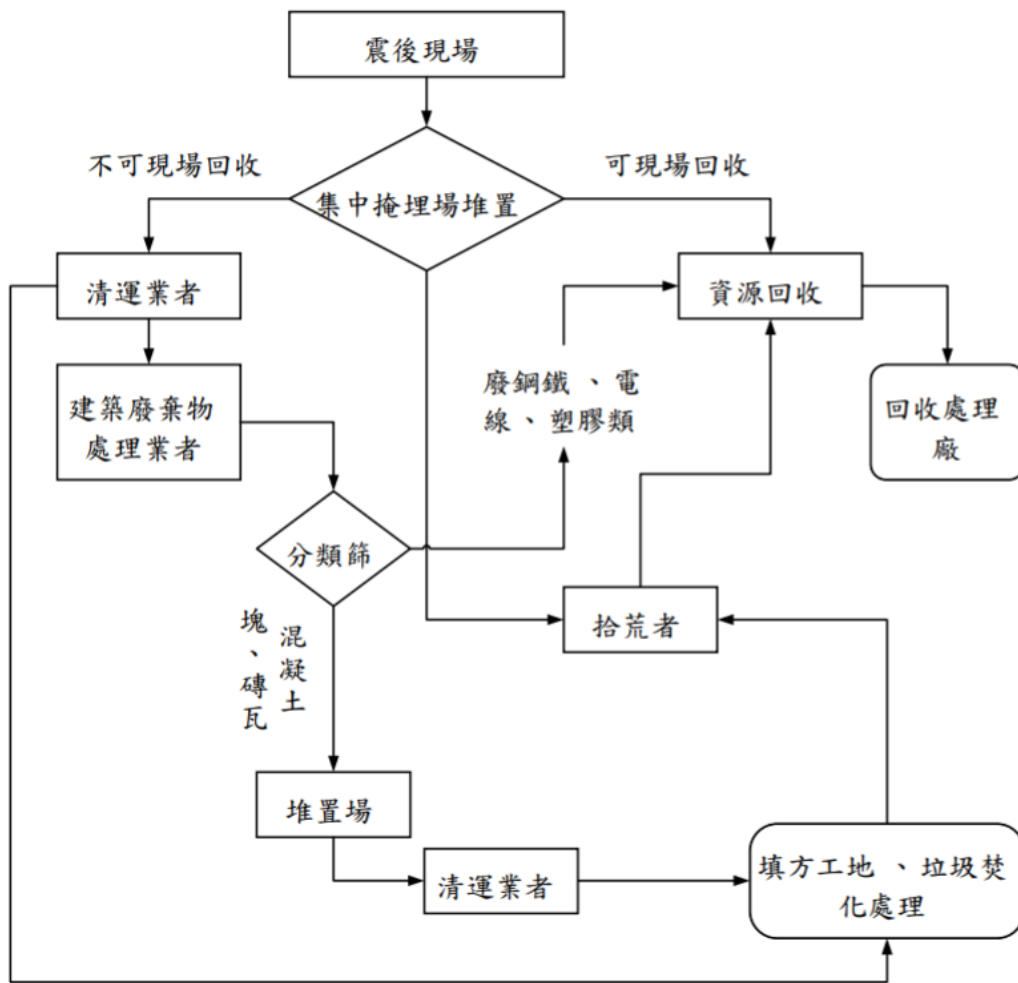 震後現場
不可現場回收
可現場回收
集中掩埋場堆置
清運業者
資源回收
建築廢棄物
處理業者
廢鋼鐵 、電
線、塑膠類
回收處理
廠
分類篩
拾荒者
混凝土
塊、磚瓦
堆置場
清運業者
填方工地 、垃圾焚
化處理